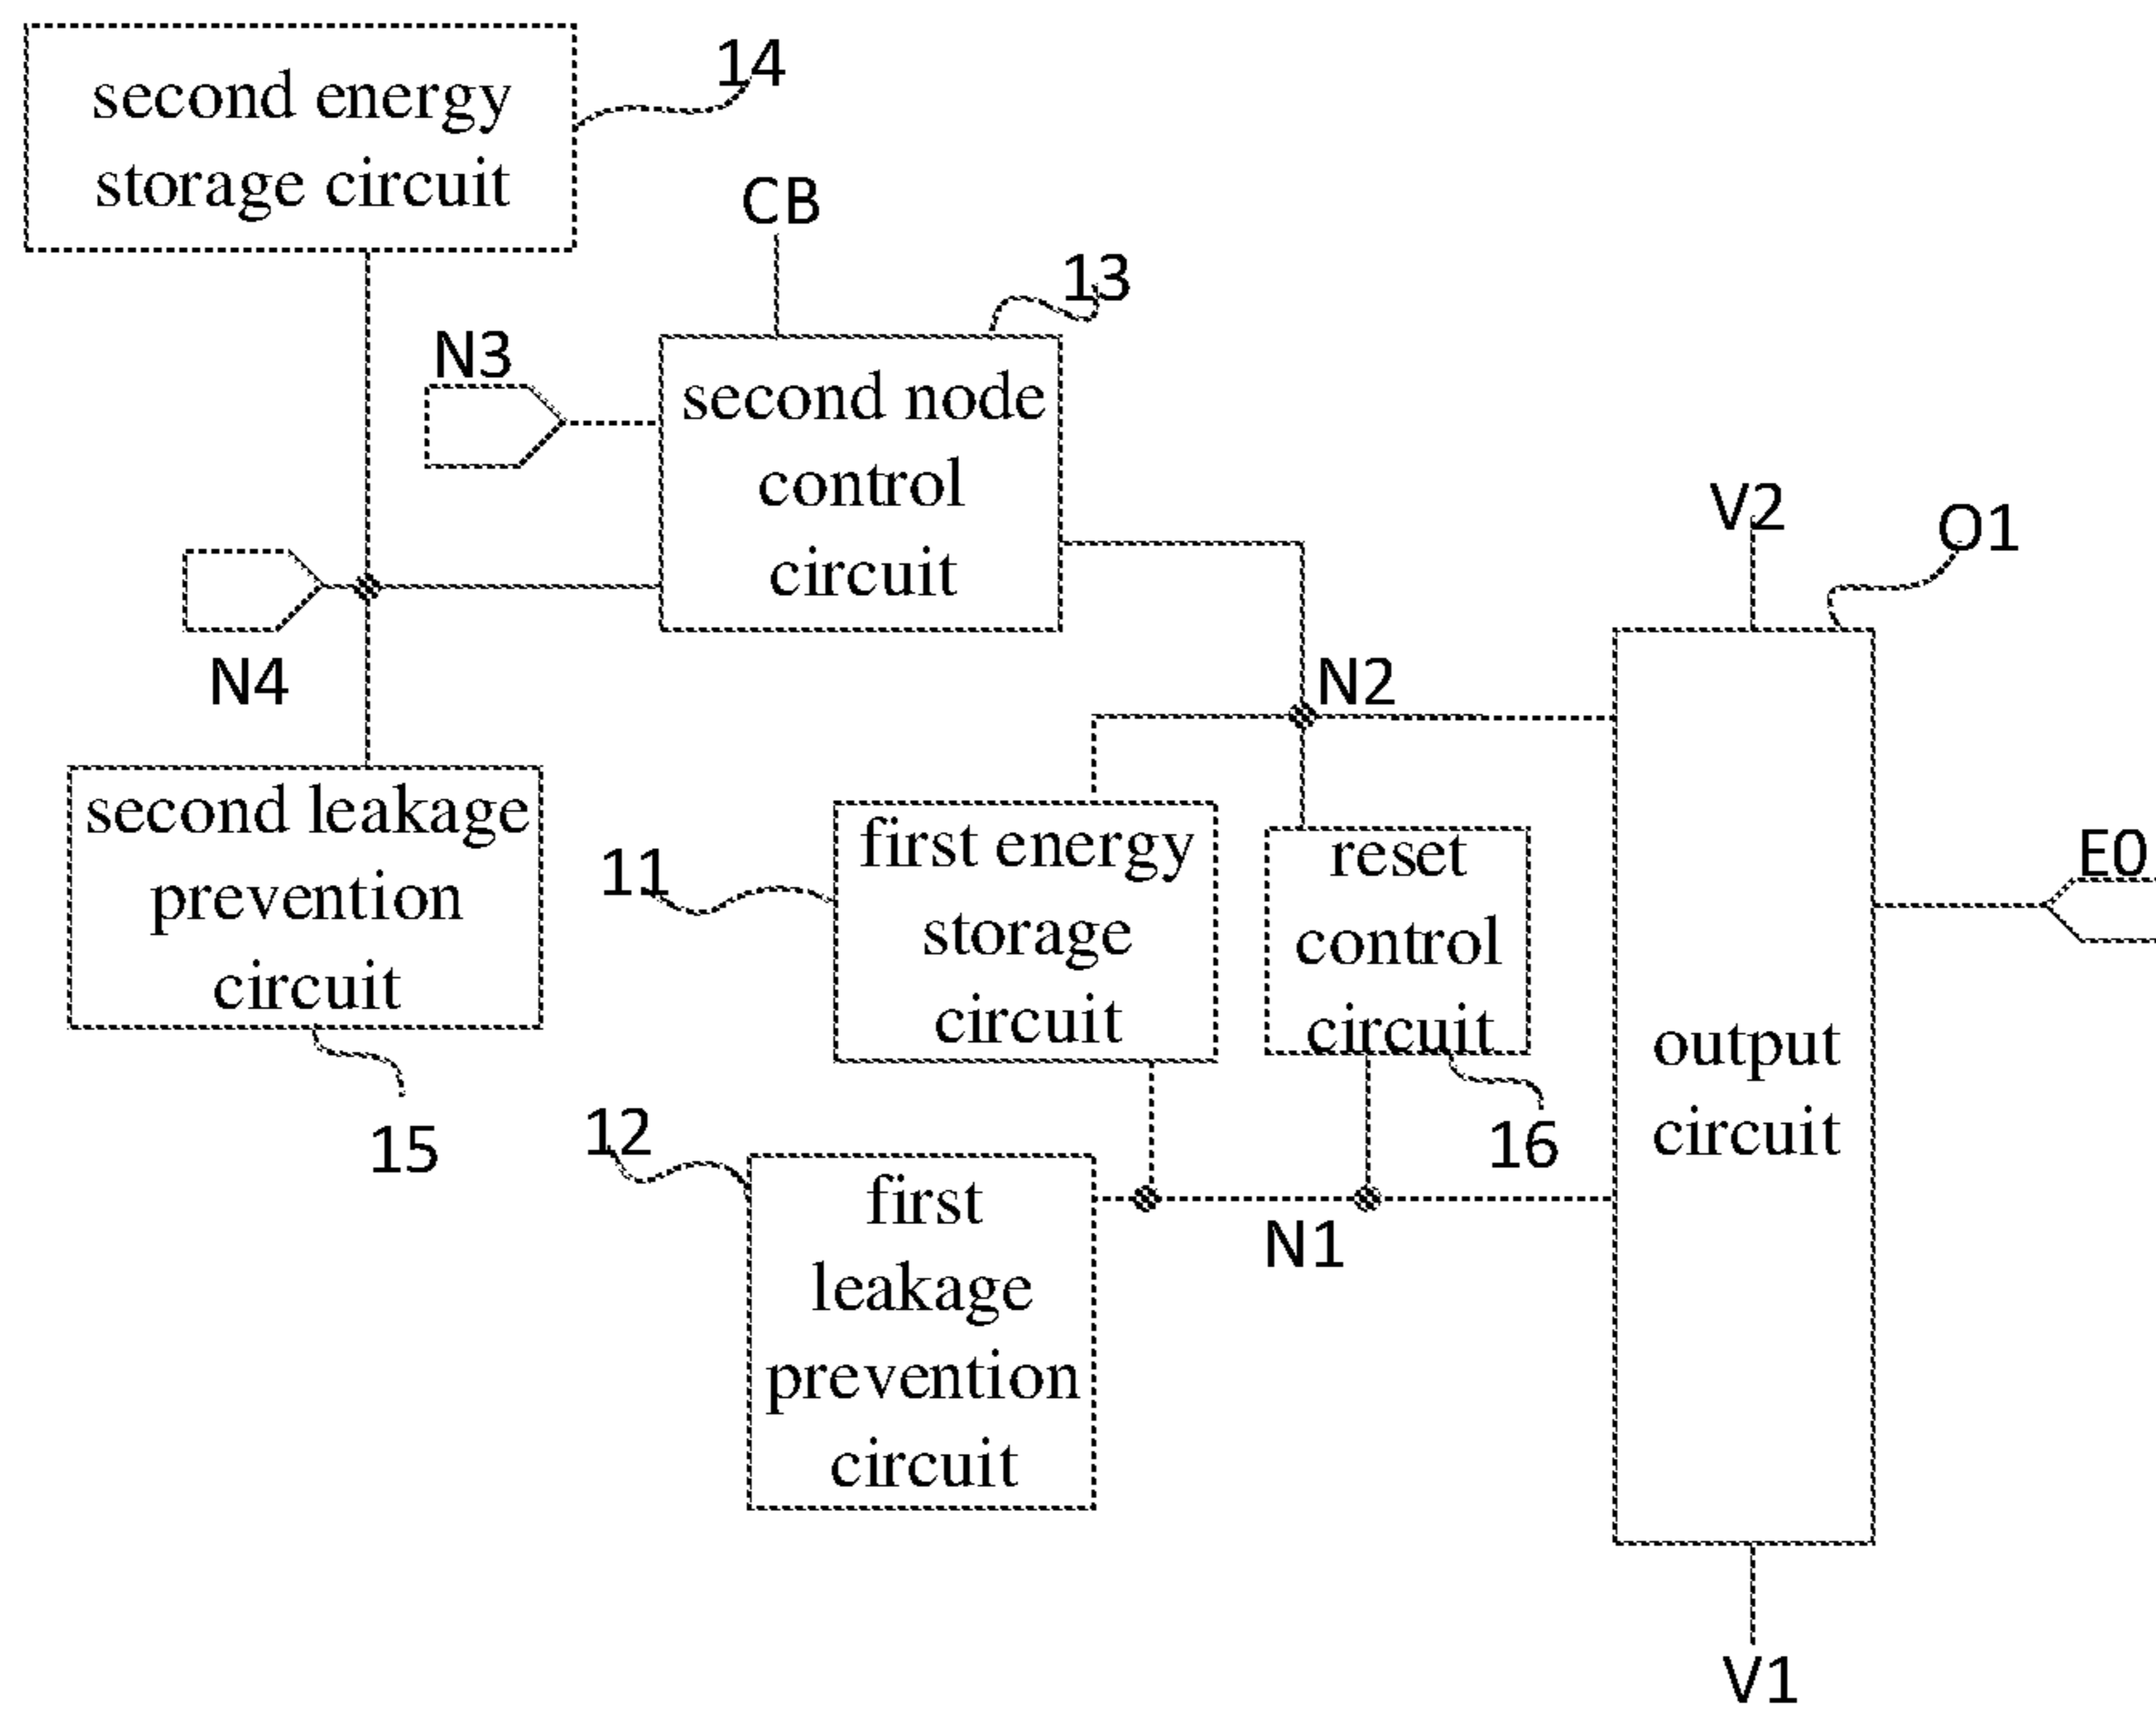 second energy
storage circuit
14
CB
13
N3
second node
control
circuit
N4
V2
O1
N2
second leakage
prevention
circuit
15
11
first energy
storage
circuit
reset
control
circuit
16
E0
output
circuit
12
first
leakage
prevention
circuit
N1
V1